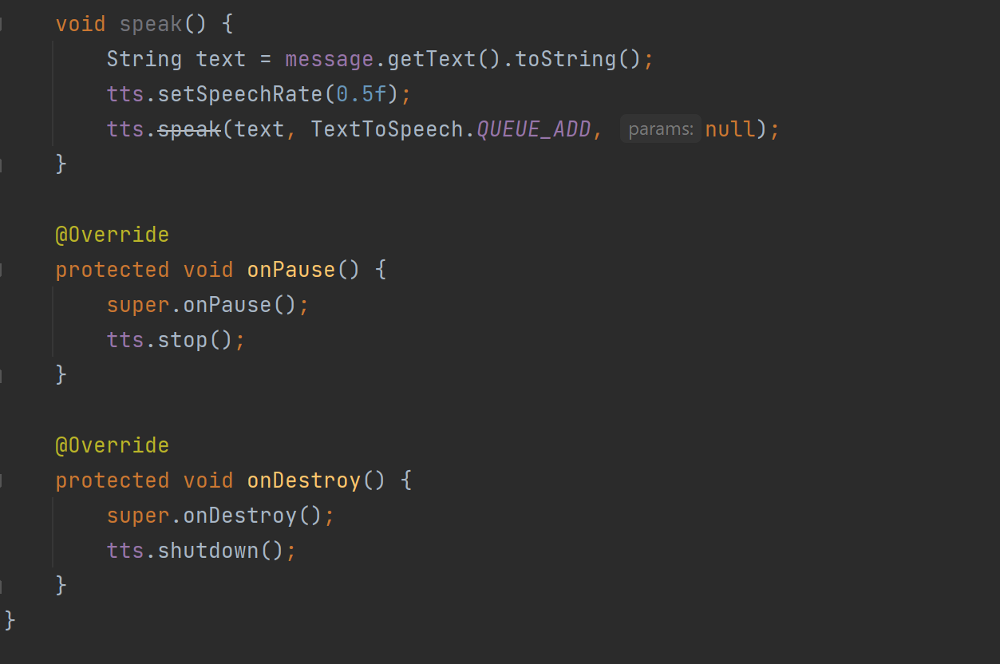 void speak() {
String text = message.getText().toString();
tts.setSpeechRate(0.5f);
tts.speak(text, TextToSpeech.QUEUE_ADD, params: null);
}
@Override
protected void onPause() {
super.onPause();
tts.stop();
}
@Override
protected void onDestroy() {
super.onDestroy();
tts.shutdown();
}
}